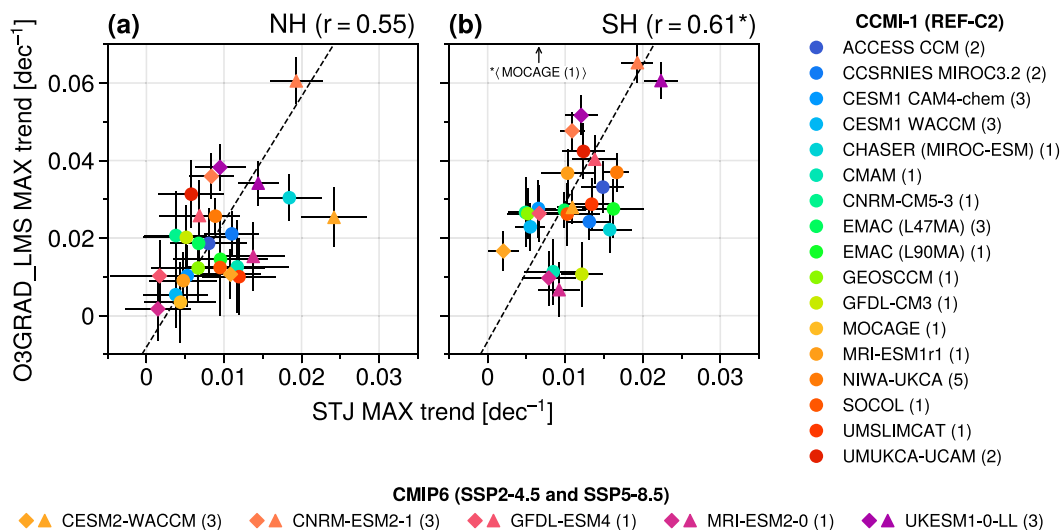 (a) NH (r = 0.55)
(b) SH (r = 0.61*)
*(MOCAGE (1))
O3GRAD_LMS MAX trend [dec⁻¹]
0.06
0.04
0.02
0
0 0.01 0.02 0.03
0 0.01 0.02 0.03
STJ MAX trend [dec⁻¹]
CCMI-1 (REF-C2)
ACCESS CCM (2)
CCSRNIES MIROC3.2 (2)
CESM1 CAM4-chem (3)
CESM1 WACCM (3)
CHASER (MIROC-ESM) (1)
CMAM (1)
CNRM-CM5-3 (1)
EMAC (L47MA) (3)
EMAC (L90MA) (1)
GEOSCCM (1)
GFDL-CM3 (1)
MOCAGE (1)
MRI-ESM1r1 (1)
NIWA-UKCA (5)
SOCOL (1)
UMSLIMCAT (1)
UMUKCA-UCAM (2)
CMIP6 (SSP2-4.5 and SSP5-8.5)
CESM2-WACCM (3) CNRM-ESM2-1 (3) GFDL-ESM4 (1) MRI-ESM2-0 (1) UKESM1-0-LL (3)